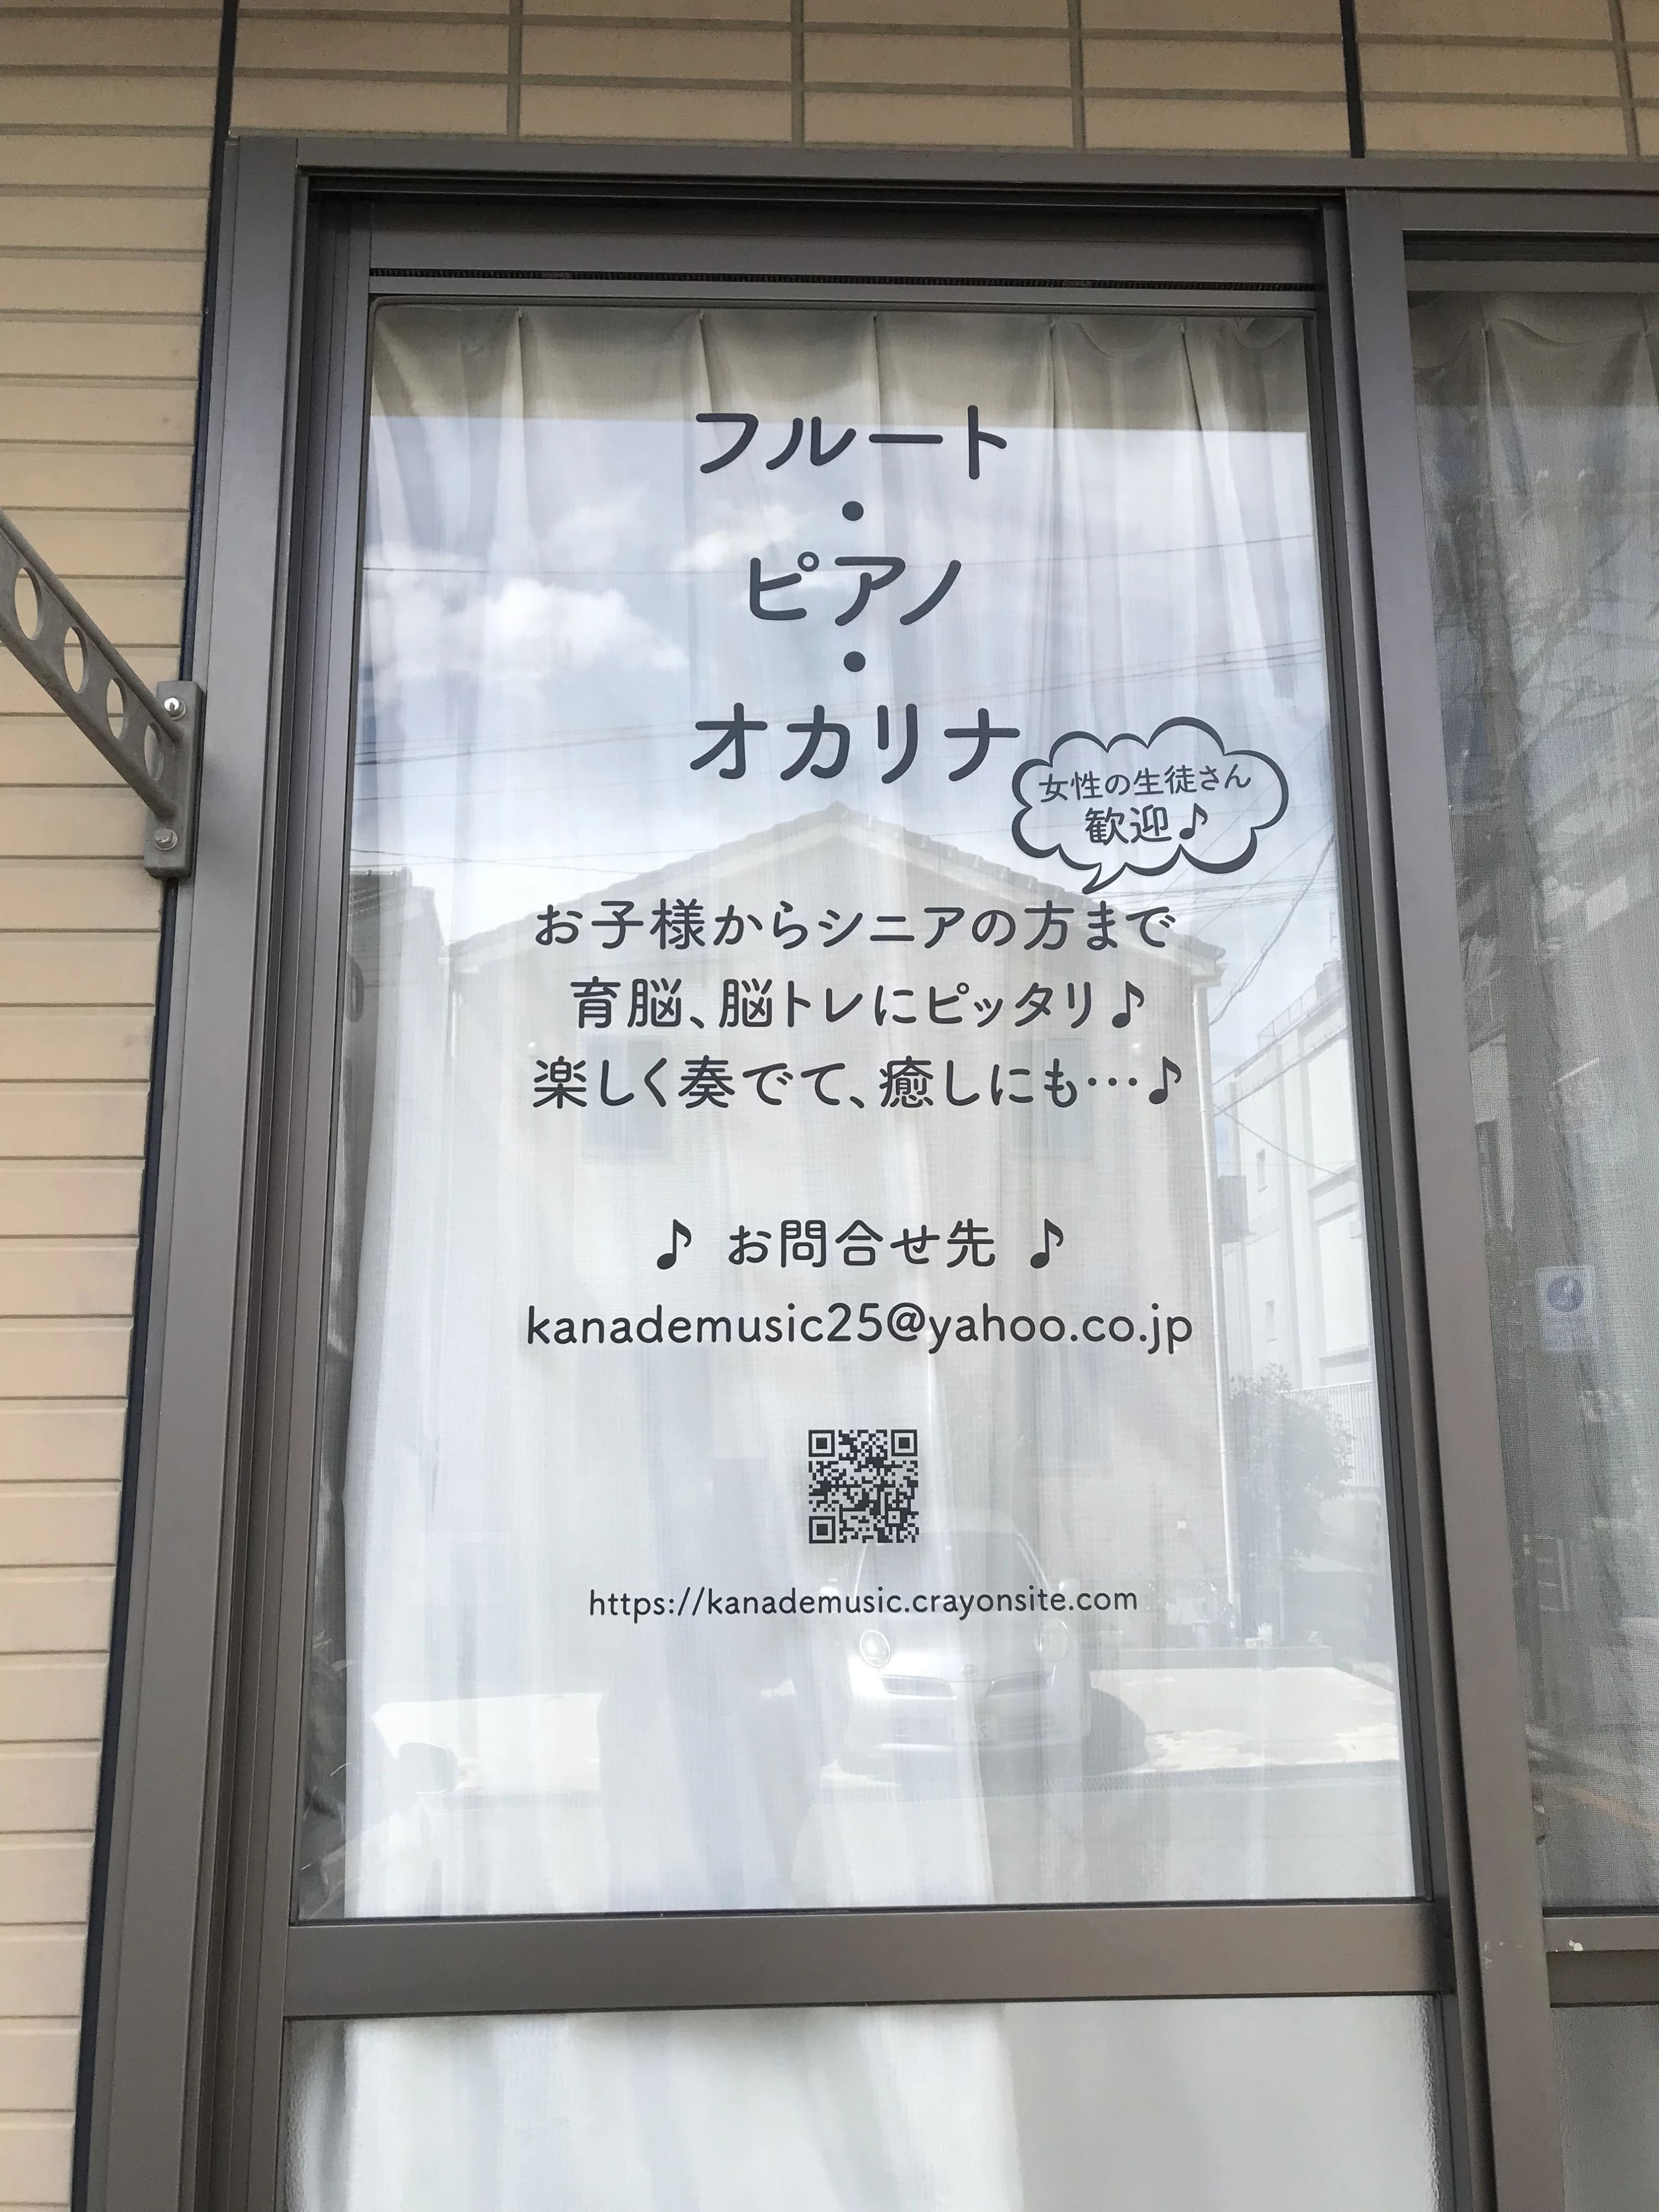 フルート
・
ピアノ
・
オカリナ
女性の生徒さん
歓迎♪
お子様からシニアの方まで
育脳、脳トレにピッタリ♪
楽しく奏でて、癒しにも…♪
♪ お問合せ先 ♪
kanademusic25@yahoo.co.jp
https://kanademusic.crayonsite.com